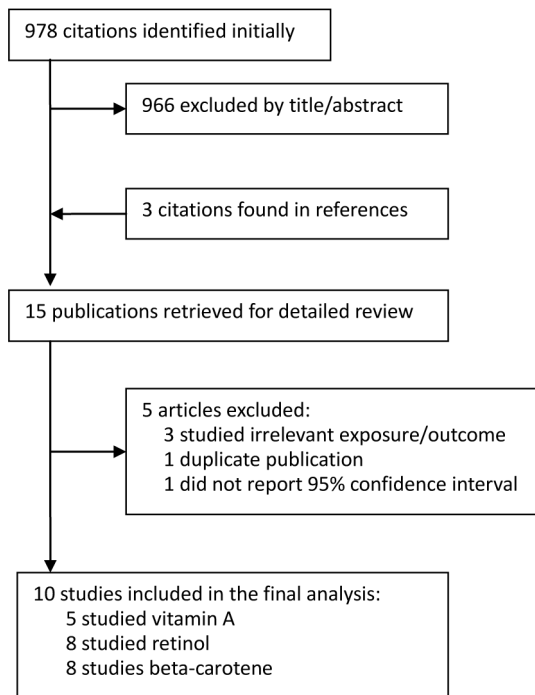 978 citations identified initially
966 excluded by title/abstract
3 citations found in references
15 publications retrieved for detailed review
5 articles excluded:
3 studied irrelevant exposure/outcome
1 duplicate publication
1 did not report 95% confidence interval
10 studies included in the final analysis:
5 studied vitamin A
8 studied retinol
8 studies beta-carotene